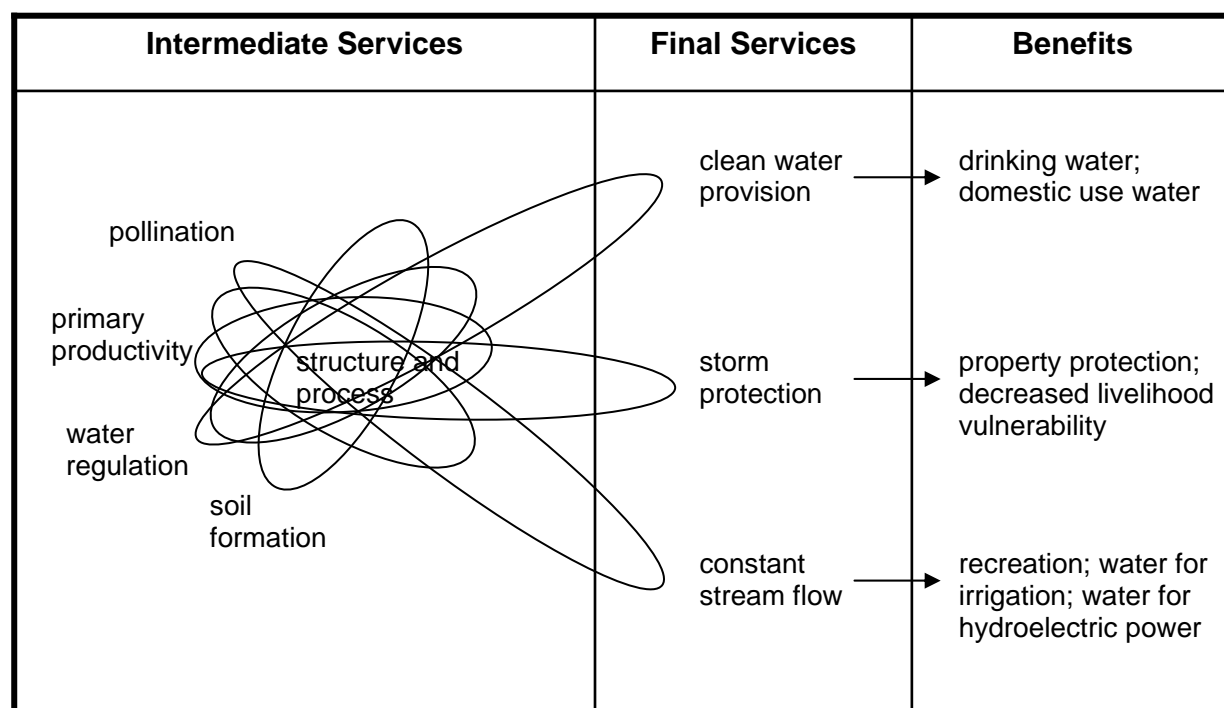 Intermediate Services
Final Services
Benefits
pollination
primary
productivity
water
regulation
soil
formation
structure and
process
clean water
provision
drinking water;
domestic use water
storm
protection
property protection;
decreased livelihood
vulnerability
constant
stream flow
recreation; water for
irrigation; water for
hydroelectric power